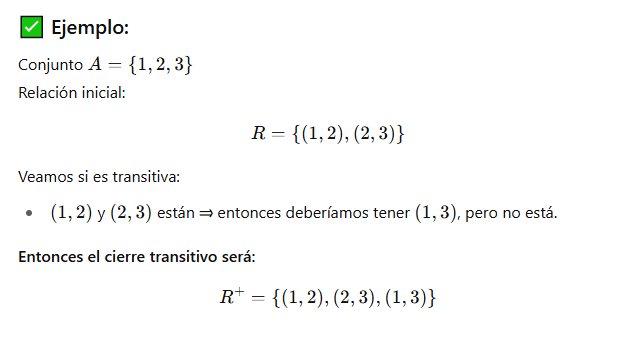 ✅ Ejemplo:
Conjunto A = {1, 2, 3}
Relación inicial:
R = {(1, 2), (2, 3)}
Veamos si es transitiva:
• (1, 2) y (2, 3) están ⇒ entonces deberíamos tener (1, 3), pero no está.
Entonces el cierre transitivo será:
R⁺ = {(1, 2), (2, 3), (1, 3)}